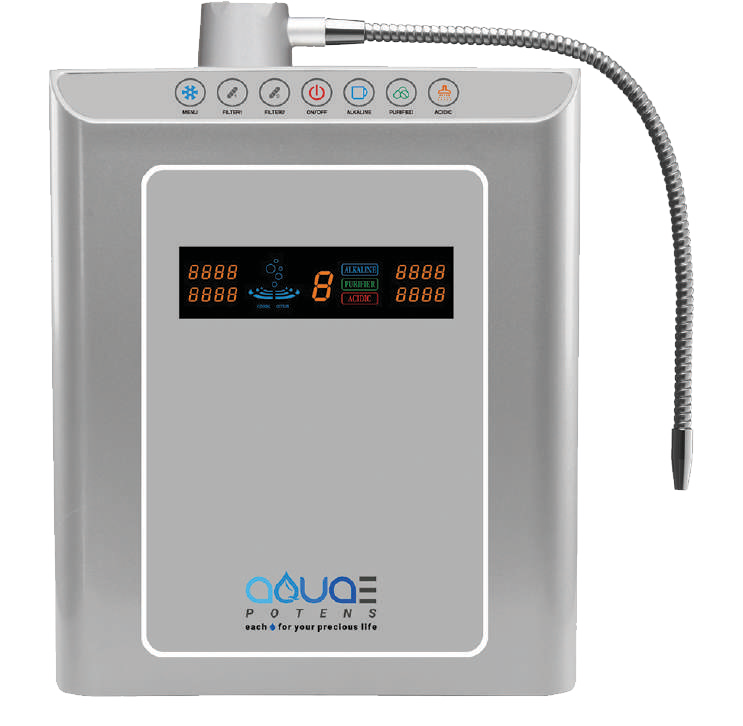 MENU FILTER1 FILTER2 ON/OFF ALKALINE PURIFIED ACIDIC
8888 8 ALKALINE 8888
PURIFIER
8888 ACIDIC 8888
aquae
POTENS
each for your precious life